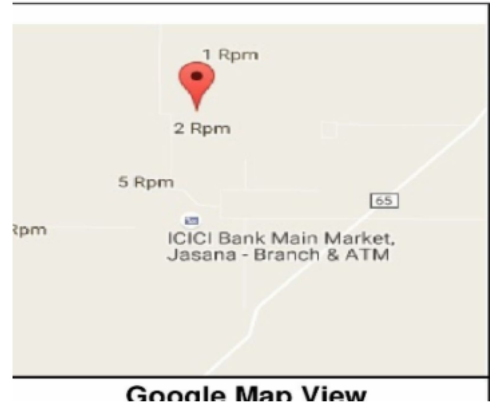 1 Rpm
2 Rpm
5 Rpm
65
Rpm
ICICI Bank Main Market,
Jasana - Branch & ATM
Google Map View